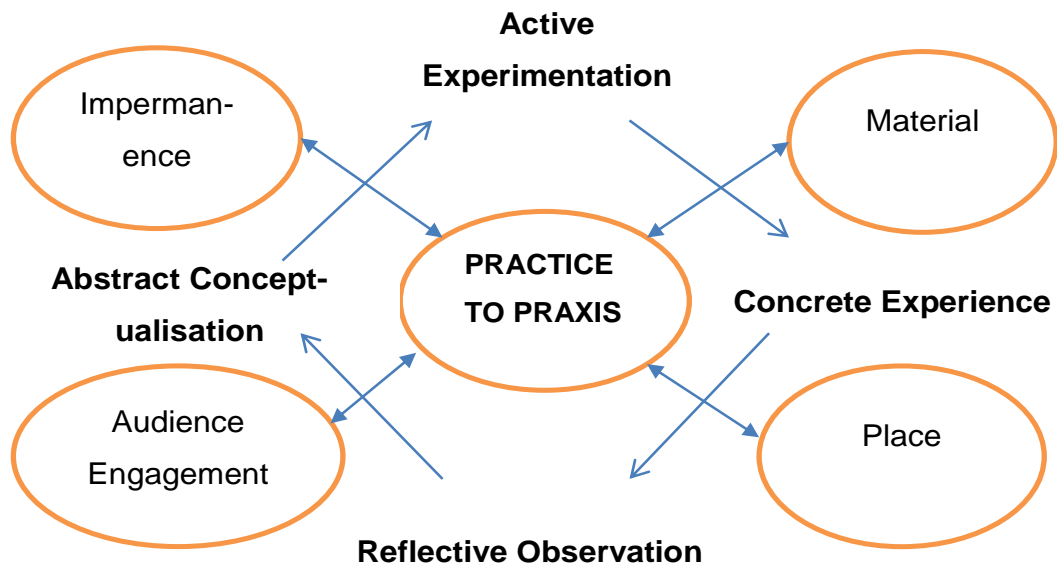 Active
Experimentation
Imperman-
ence
Material
PRACTICE
TO PRAXIS
Abstract Concept-
ualisation
Concrete Experience
Audience
Engagement
Place
Reflective Observation